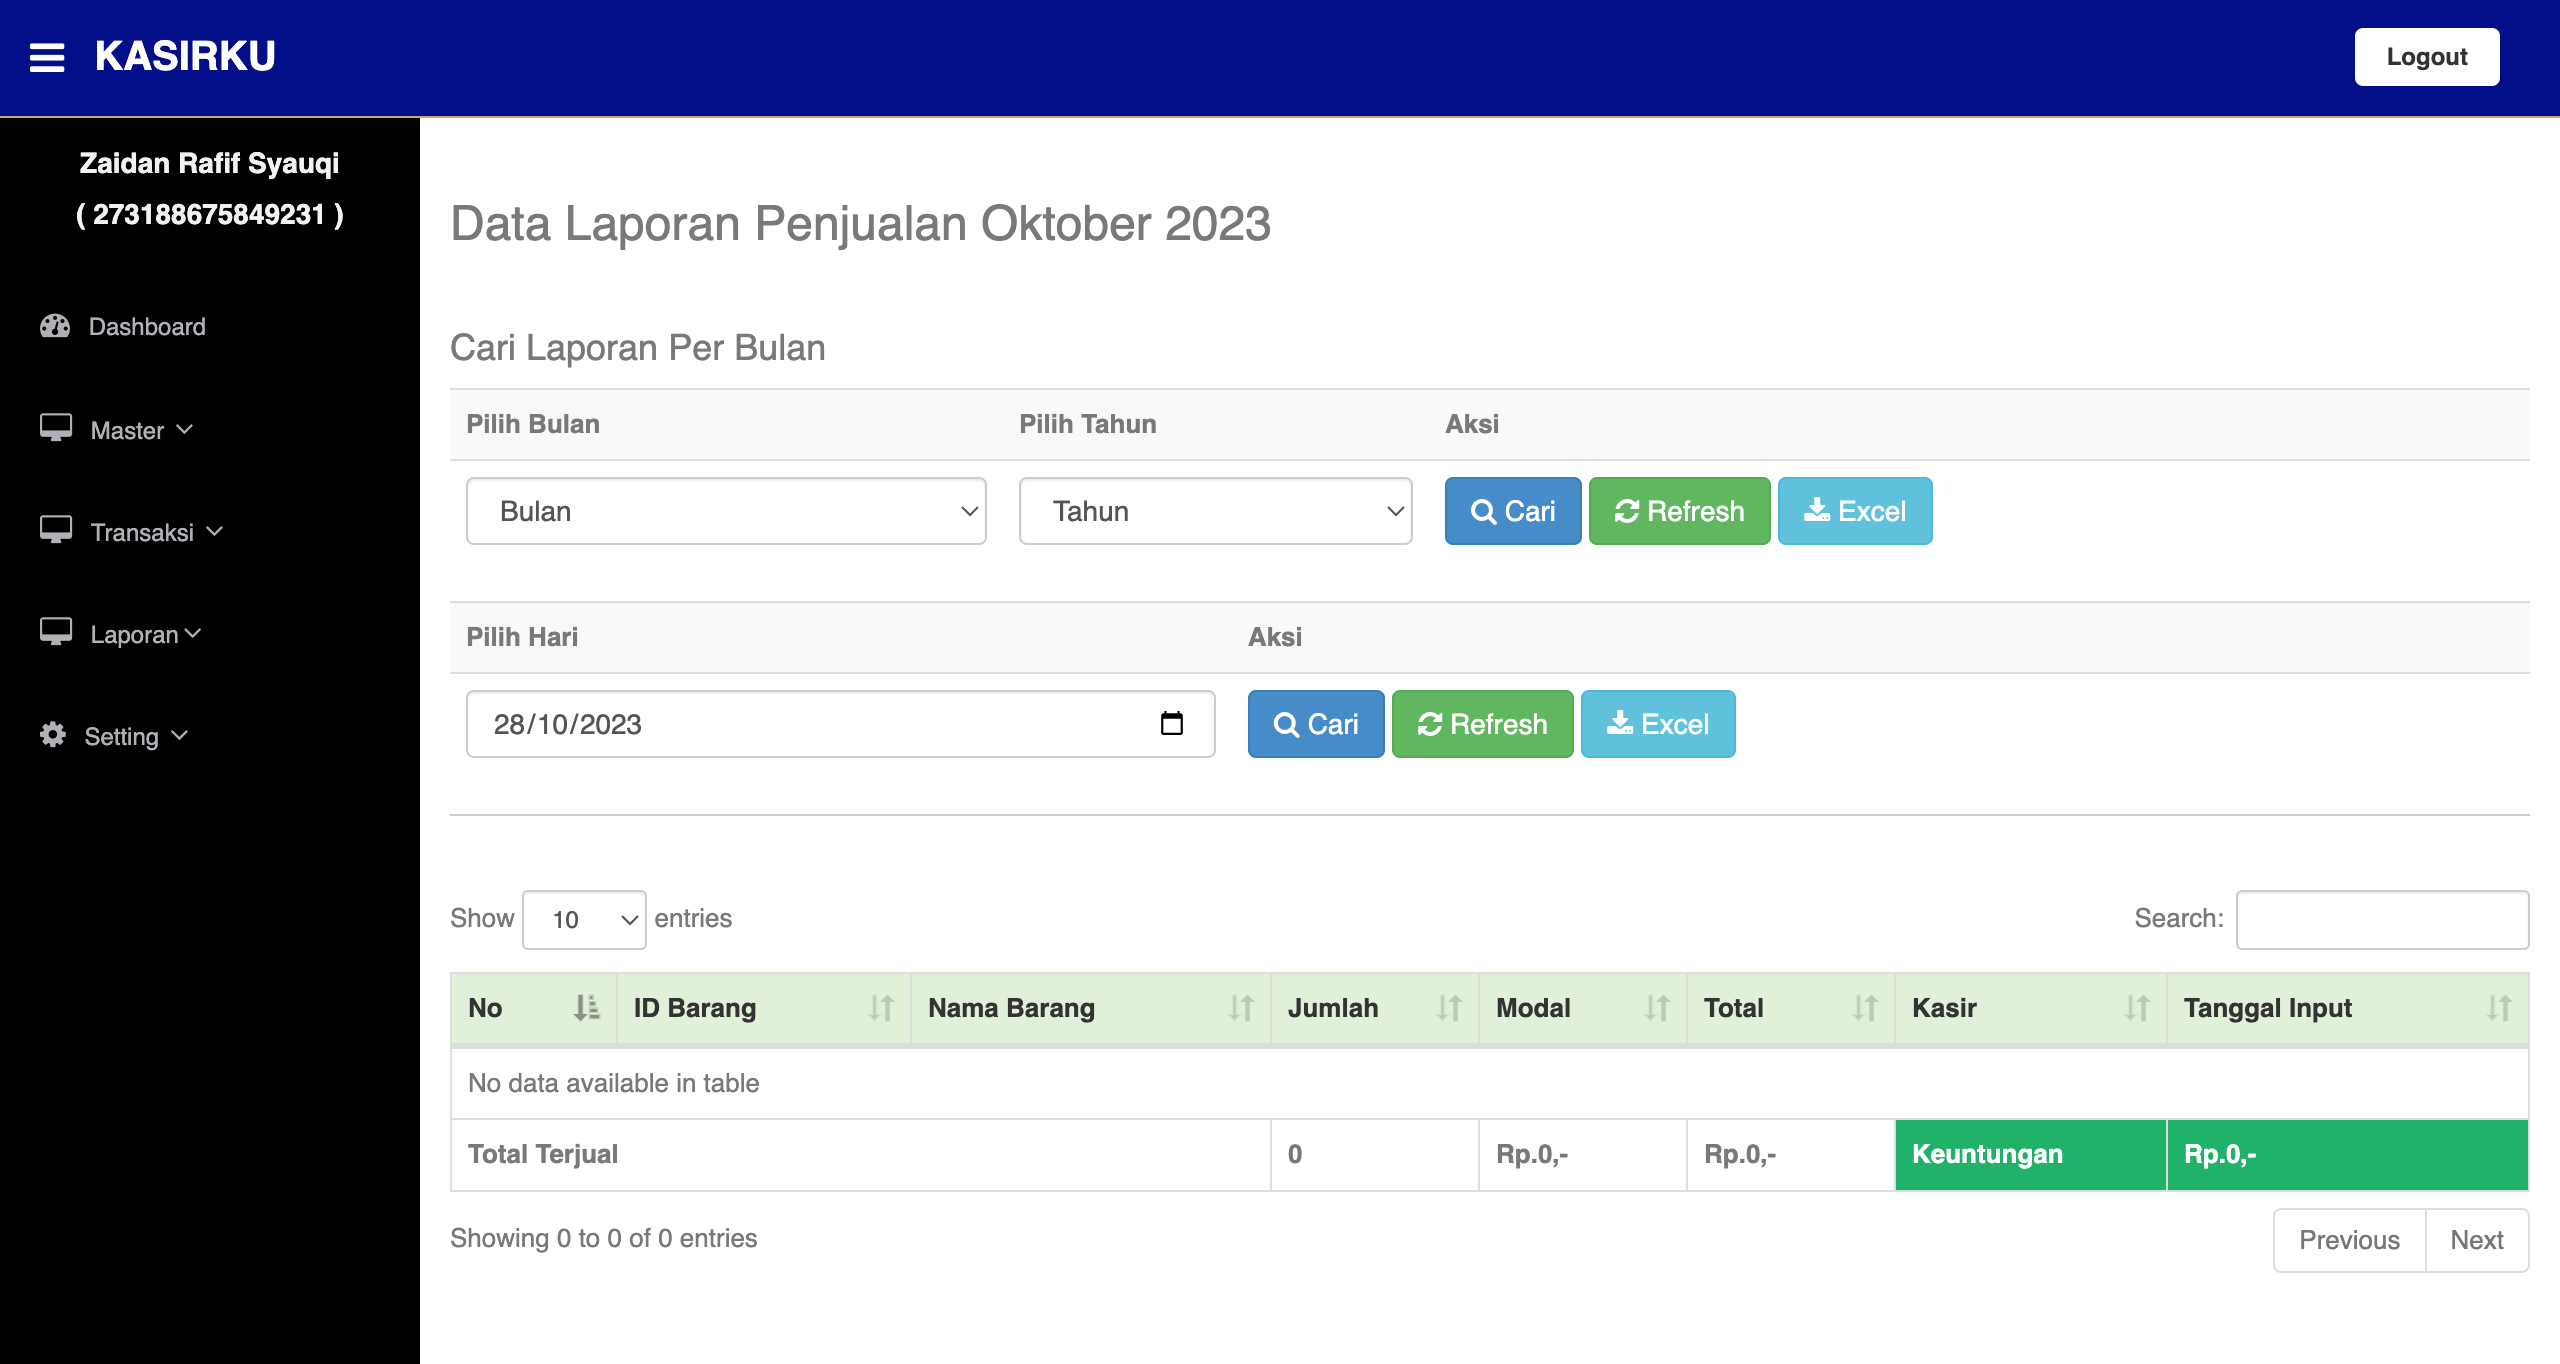 KASIRKU
Logout
Zaidan Rafif Syauqi
( 273188675849231 )
Dashboard
Master
Transaksi
Laporan
Setting
Data Laporan Penjualan Oktober 2023
Cari Laporan Per Bulan
Pilih Bulan Pilih Tahun Aksi
Bulan Tahun Cari Refresh Excel
Pilih Hari Aksi
28/10/2023 Cari Refresh Excel
Show 10 entries Search:
No ID Barang Nama Barang Jumlah Modal Total Kasir Tanggal Input
No data available in table
Total Terjual 0 Rp.0,- Rp.0,- Keuntungan Rp.0,-
Showing 0 to 0 of 0 entries Previous Next